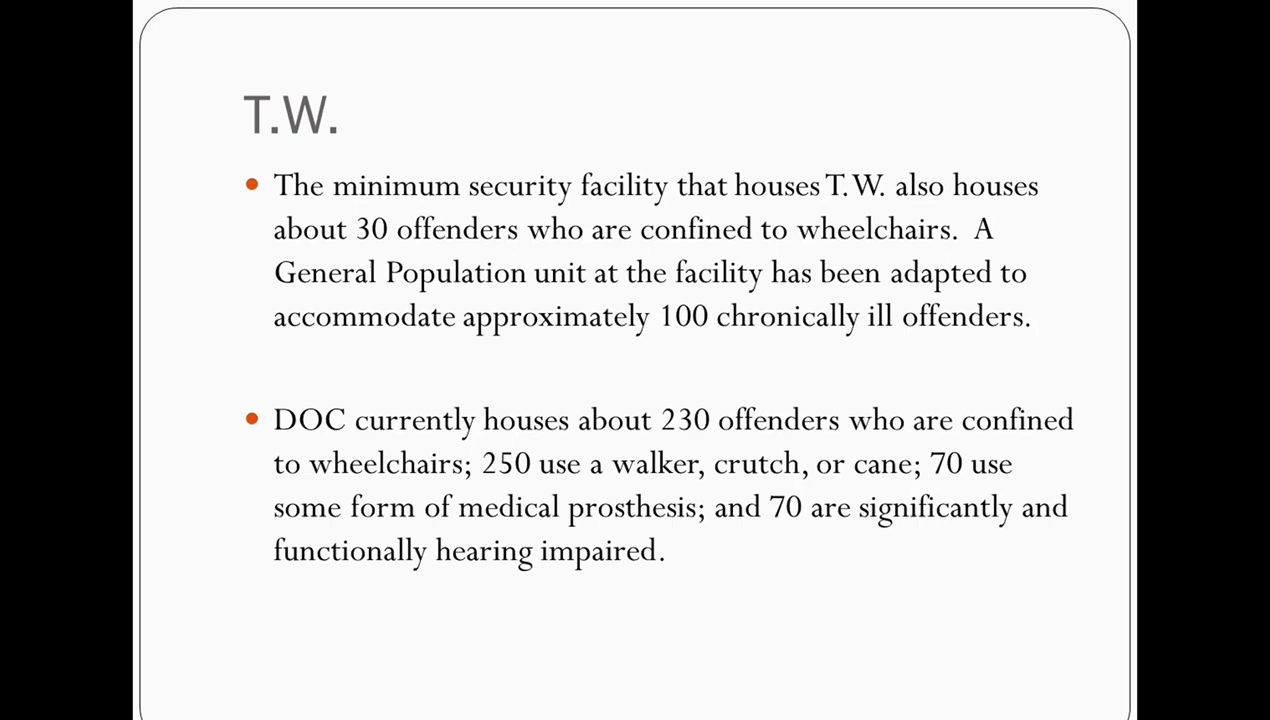 T.W.
• The minimum security facility that houses T.W. also houses
about 30 offenders who are confined to wheelchairs.  A
General Population unit at the facility has been adapted to
accommodate approximately 100 chronically ill offenders.
• DOC currently houses about 230 offenders who are confined
to wheelchairs; 250 use a walker, crutch, or cane; 70 use
some form of medical prosthesis; and 70 are significantly and
functionally hearing impaired.